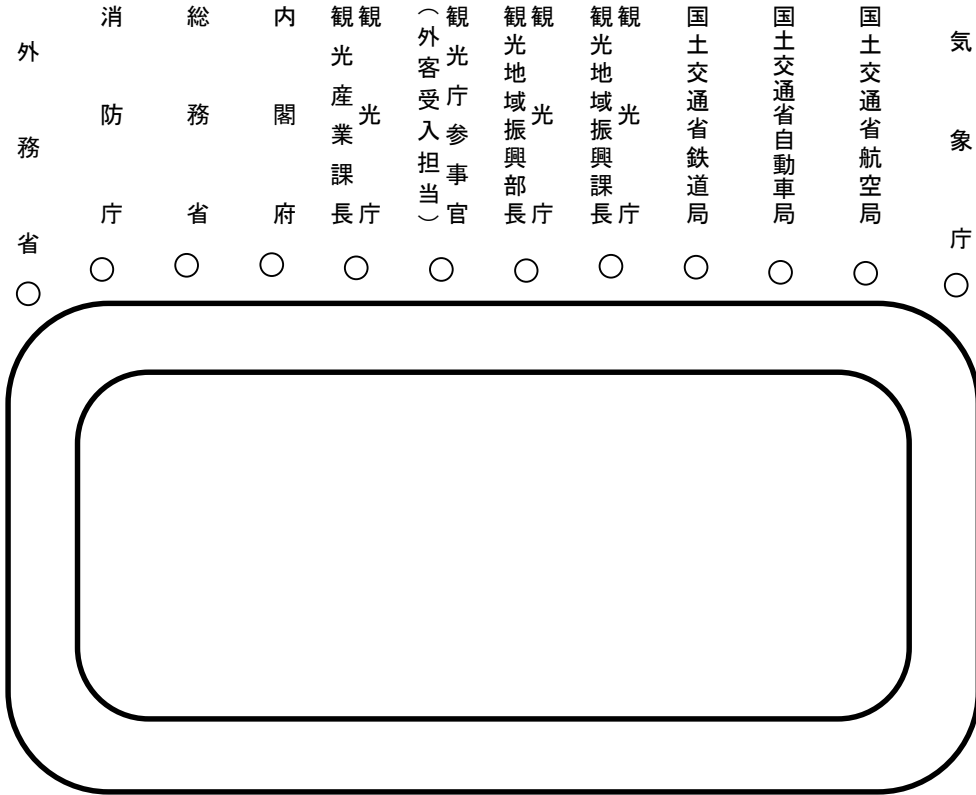 気象庁
国土交通省航空局
国土交通省自動車局
国土交通省鉄道局
観光庁
観光地域振興課長
観光庁
観光地域振興部長
観光庁参事官
（外客受入担当）
観光庁
観光産業課長
内閣府
総務省
消防庁
外務省